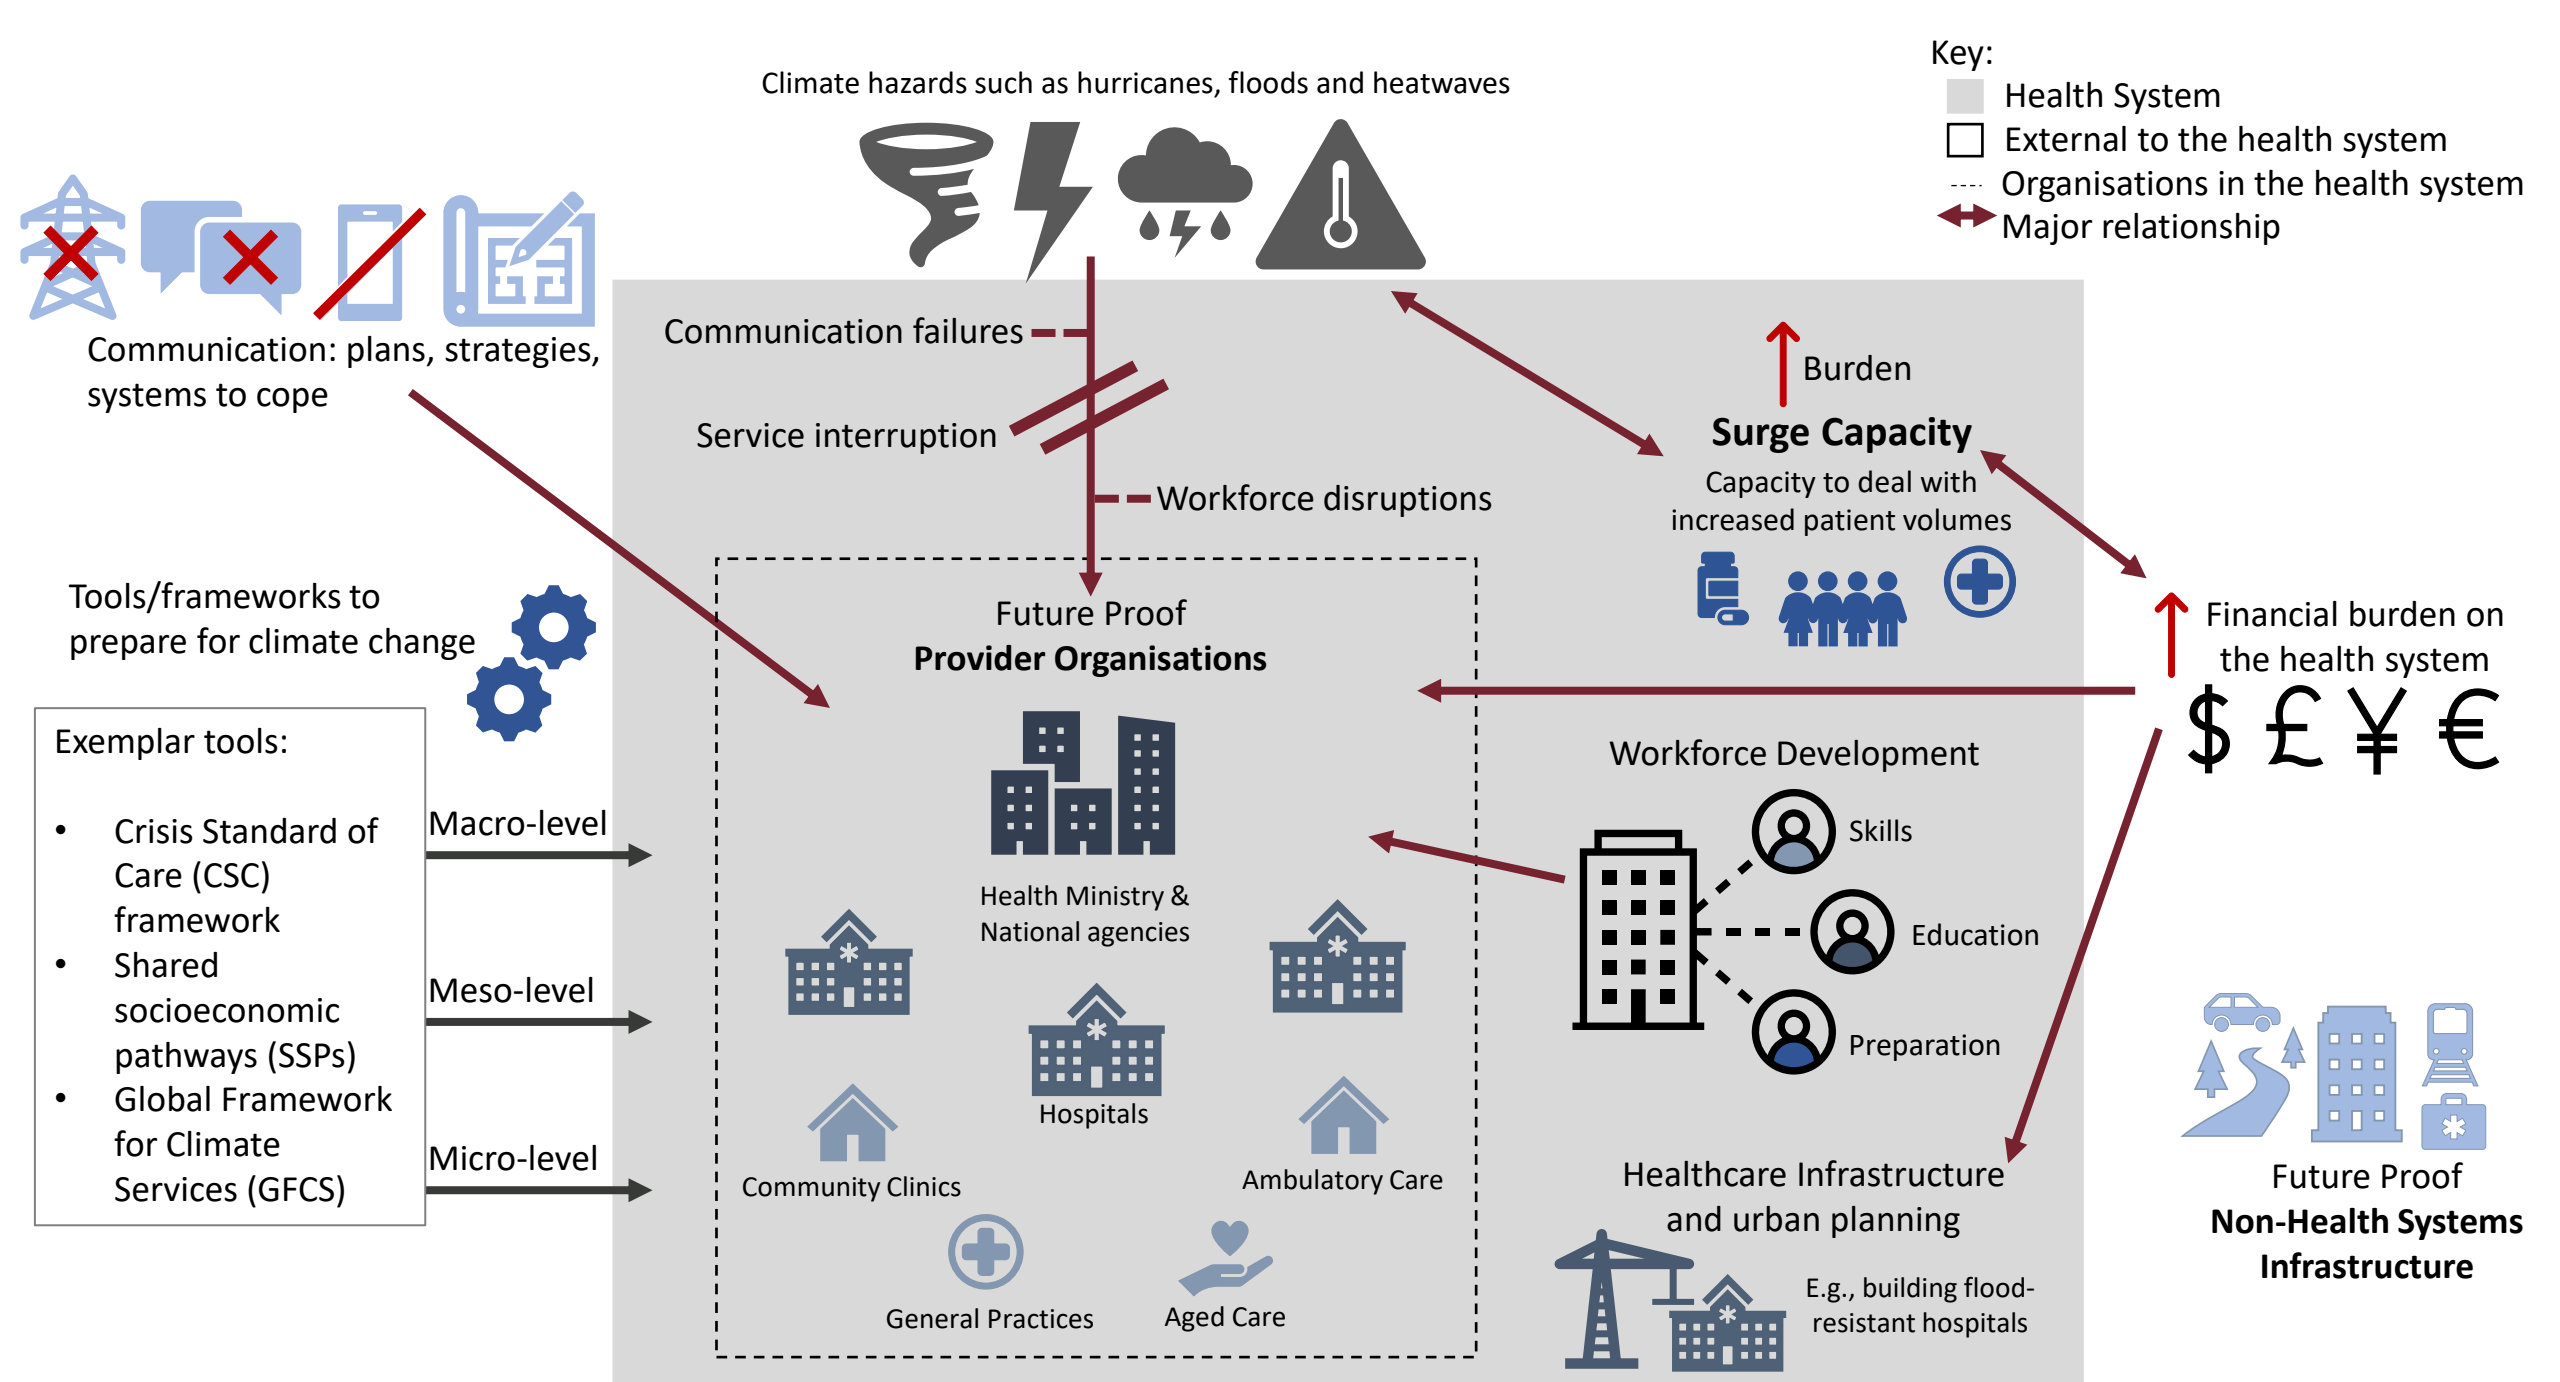 Key:
Health System
External to the health system
Organisations in the health system
Major relationship
Climate hazards such as hurricanes, floods and heatwaves
Communication: plans, strategies,
systems to cope
Communication failures
Service interruption
Workforce disruptions
Burden
Surge Capacity
Capacity to deal with
increased patient volumes
Tools/frameworks to
prepare for climate change
Exemplar tools:
• Crisis Standard of
Care (CSC)
framework
• Shared
socioeconomic
pathways (SSPs)
• Global Framework
for Climate
Services (GFCS)
Macro-level
Meso-level
Micro-level
Future Proof
Provider Organisations
Health Ministry &
National agencies
Hospitals
Community Clinics
Ambulatory Care
General Practices
Aged Care
Financial burden on
the health system
$ £ ¥ €
Workforce Development
Skills
Education
Preparation
Healthcare Infrastructure
and urban planning
E.g., building flood-
resistant hospitals
Future Proof
Non-Health Systems
Infrastructure